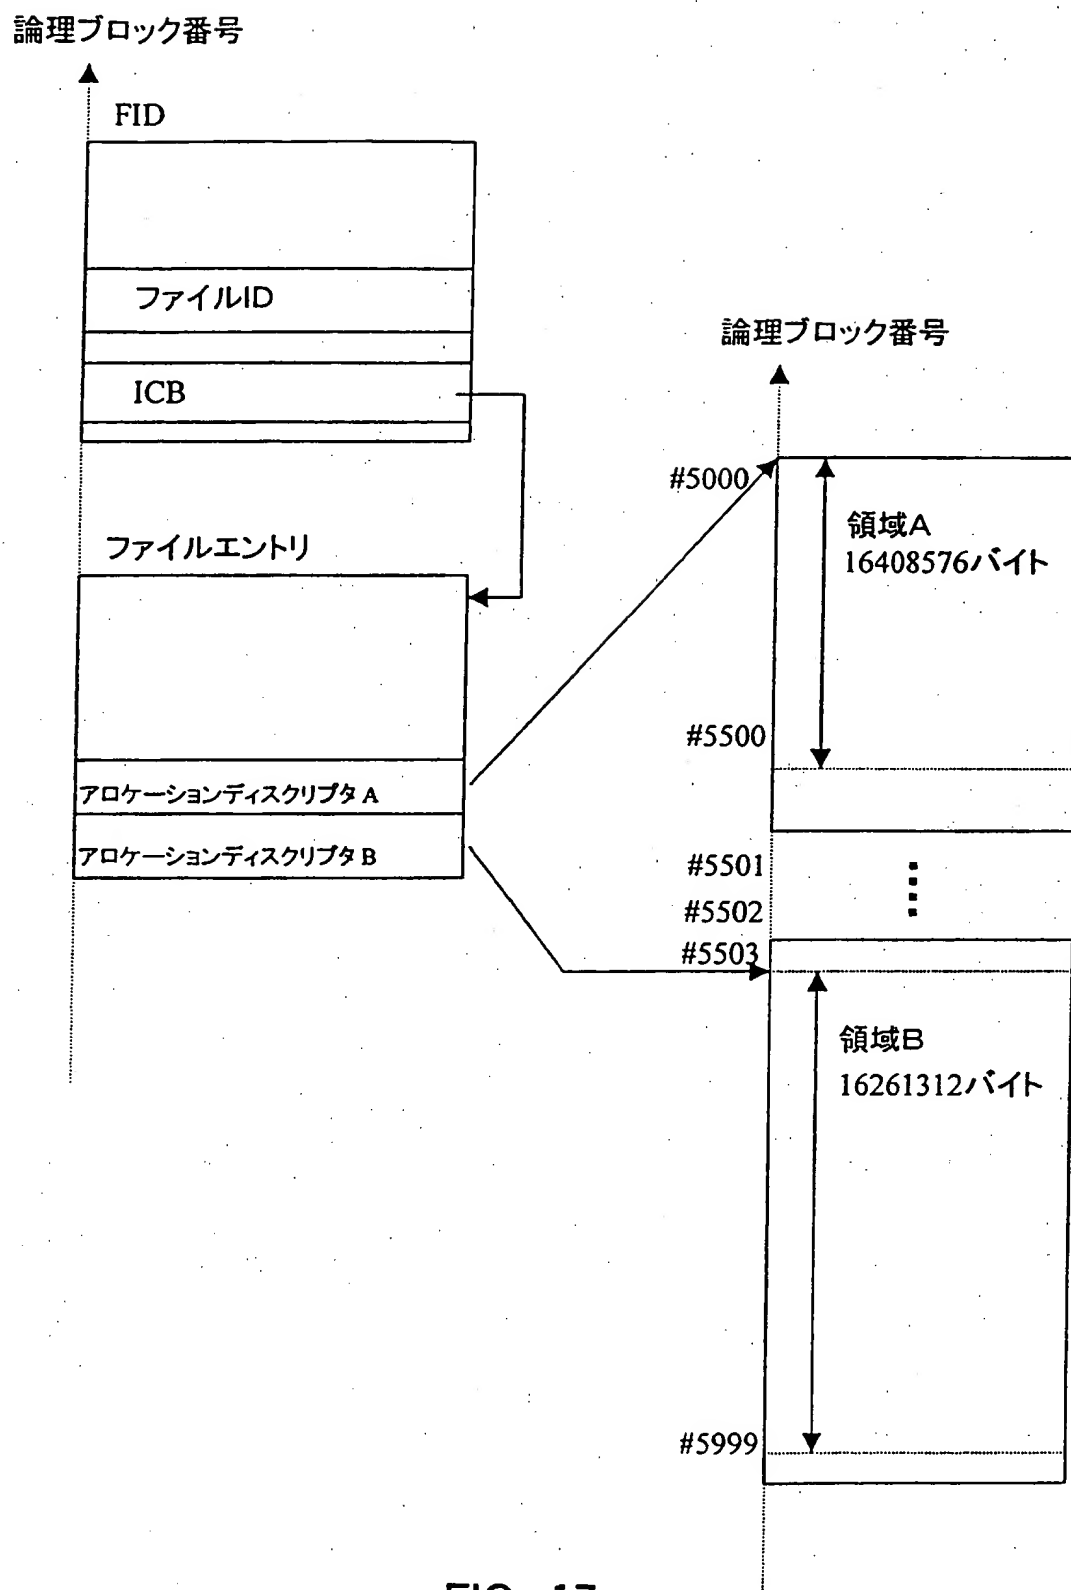 論理ブロック番号
FID
ファイルID
ICB
ファイルエントリ
アロケーションディスクリプタ A
アロケーションディスクリプタ B
論理ブロック番号
#5000
領域A
16408576バイト
#5500
#5501
#5502
#5503
領域B
16261312バイト
#5999